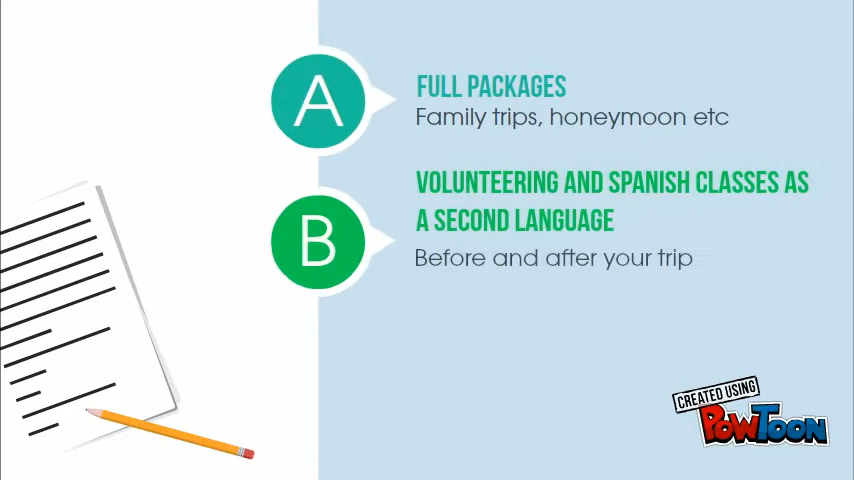 A
FULL PACKAGES
Family trips, honeymoon etc
B
VOLUNTEERING AND SPANISH CLASSES AS
A SECOND LANGUAGE
Before and after your trip
CREATED USING
POWTOON